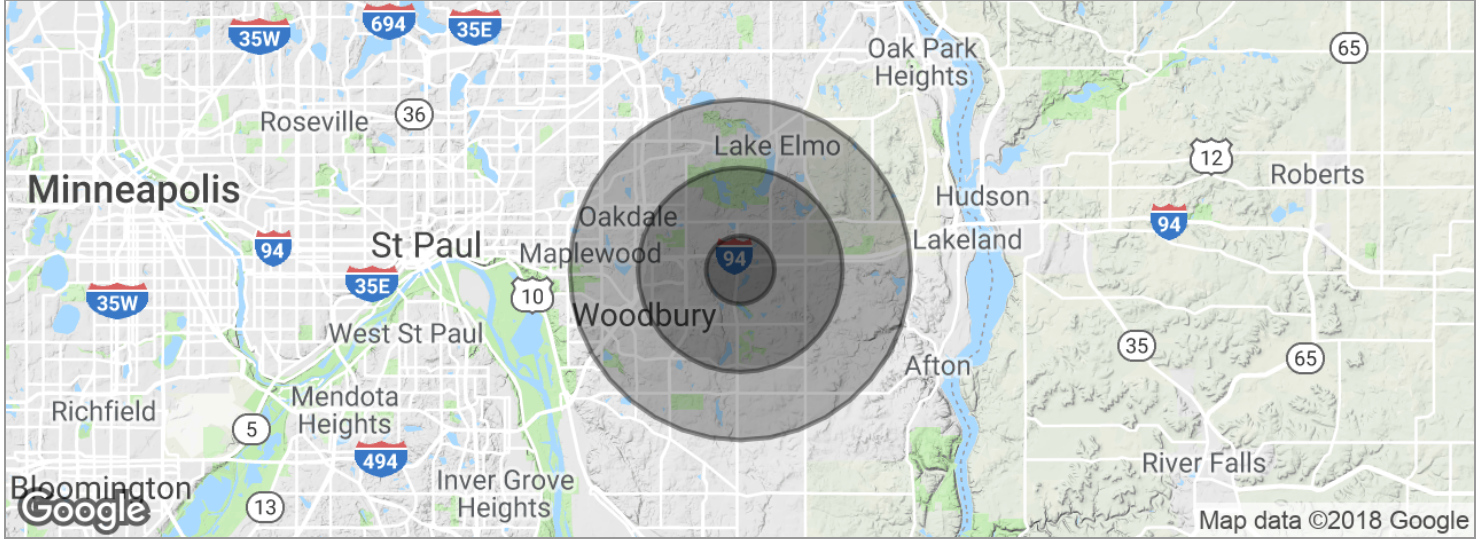 694
35W
35E
Oak Park
Heights
65
36
Roseville
Lake Elmo
12
Minneapolis
Roberts
Hudson
Oakdale
94
94
St Paul
Maplewood
Lakeland
94
35E
35W
10
Woodbury
West St Paul
35
65
Afton
Mendota
Heights
Richfield
5
494
River Falls
Inver Grove
Heights
Bloomington
13
Google
Map data ©2018 Google